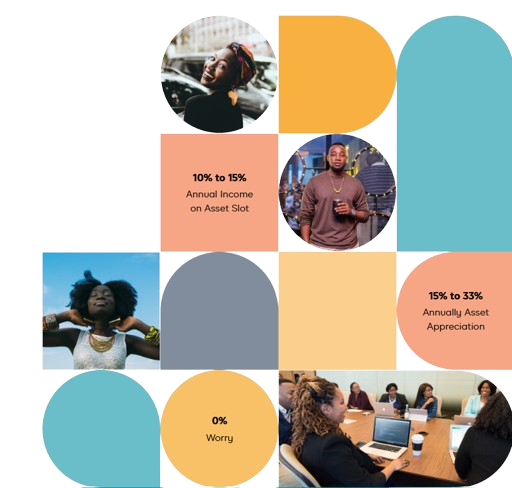 10% to 15%
Annual Income
on Asset Slot
15% to 33%
Annually Asset
Appreciation
0%
Worry